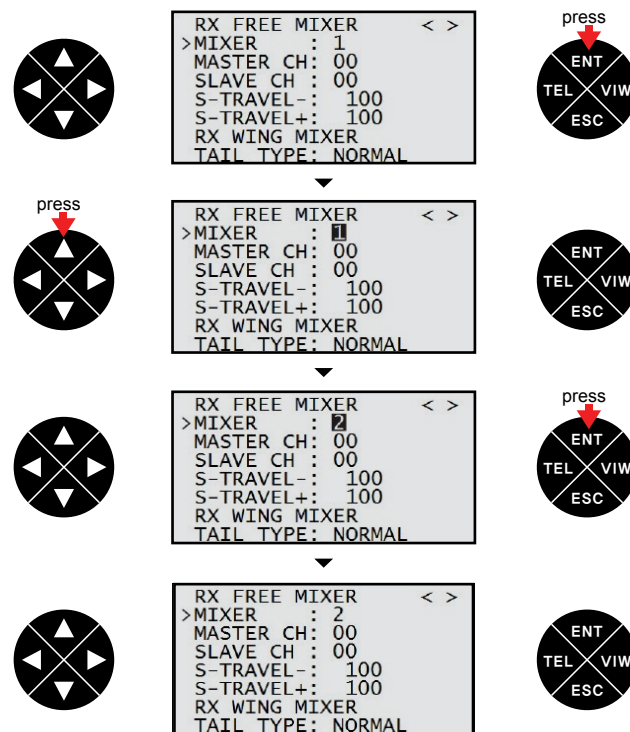 press
RX FREE MIXER < >
>MIXER : 1
MASTER CH: 00
SLAVE CH : 00
S-TRAVEL-: 100
S-TRAVEL+: 100
RX WING MIXER
TAIL TYPE: NORMAL
ENT
TEL VIW
ESC
press
RX FREE MIXER < >
>MIXER : 1
MASTER CH: 00
SLAVE CH : 00
S-TRAVEL-: 100
S-TRAVEL+: 100
RX WING MIXER
TAIL TYPE: NORMAL
ENT
TEL VIW
ESC
press
RX FREE MIXER < >
>MIXER : 2
MASTER CH: 00
SLAVE CH : 00
S-TRAVEL-: 100
S-TRAVEL+: 100
RX WING MIXER
TAIL TYPE: NORMAL
ENT
TEL VIW
ESC
RX FREE MIXER < >
>MIXER : 2
MASTER CH: 00
SLAVE CH : 00
S-TRAVEL-: 100
S-TRAVEL+: 100
RX WING MIXER
TAIL TYPE: NORMAL
ENT
TEL VIW
ESC